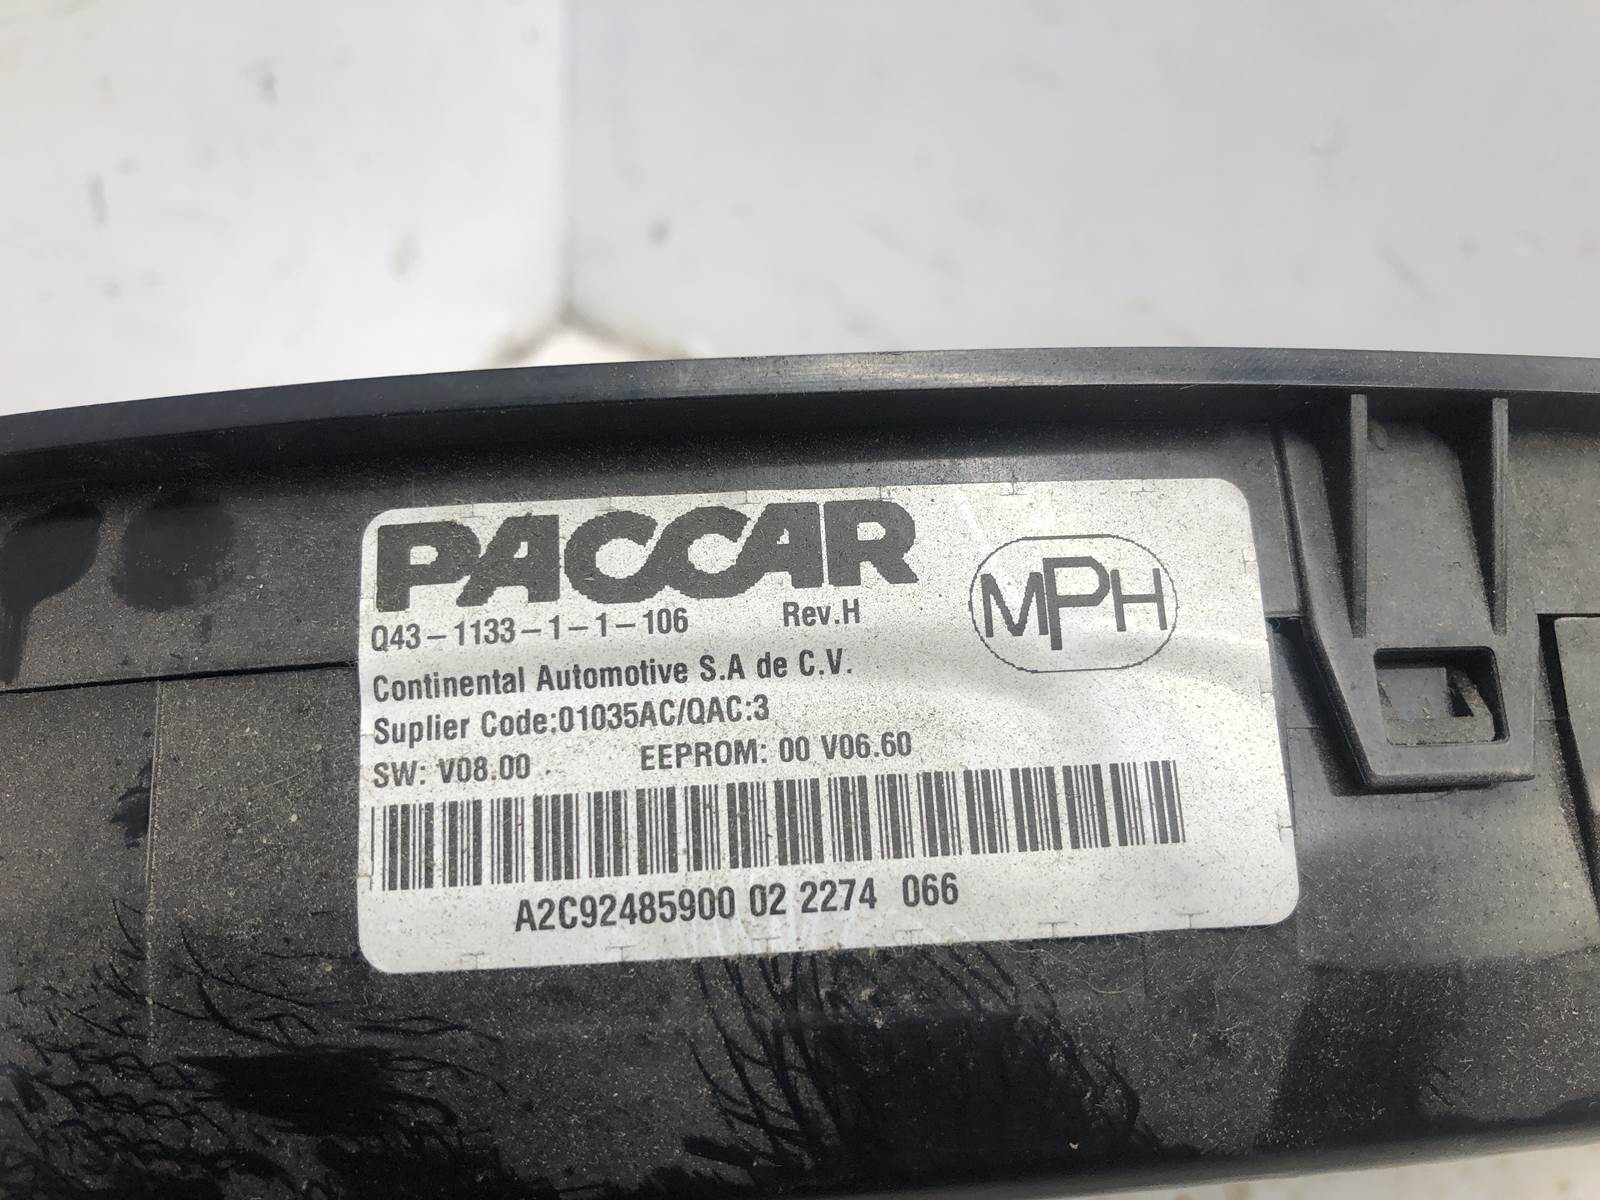 PACCAR
MPH
Q43-1133-1-1-106 Rev.H
Continental Automotive S.A de C.V.
Suplier Code:01035AC/QAC:3
SW: V08.00 EEPROM: 00 V06.60
A2C92485900 02 2274 066